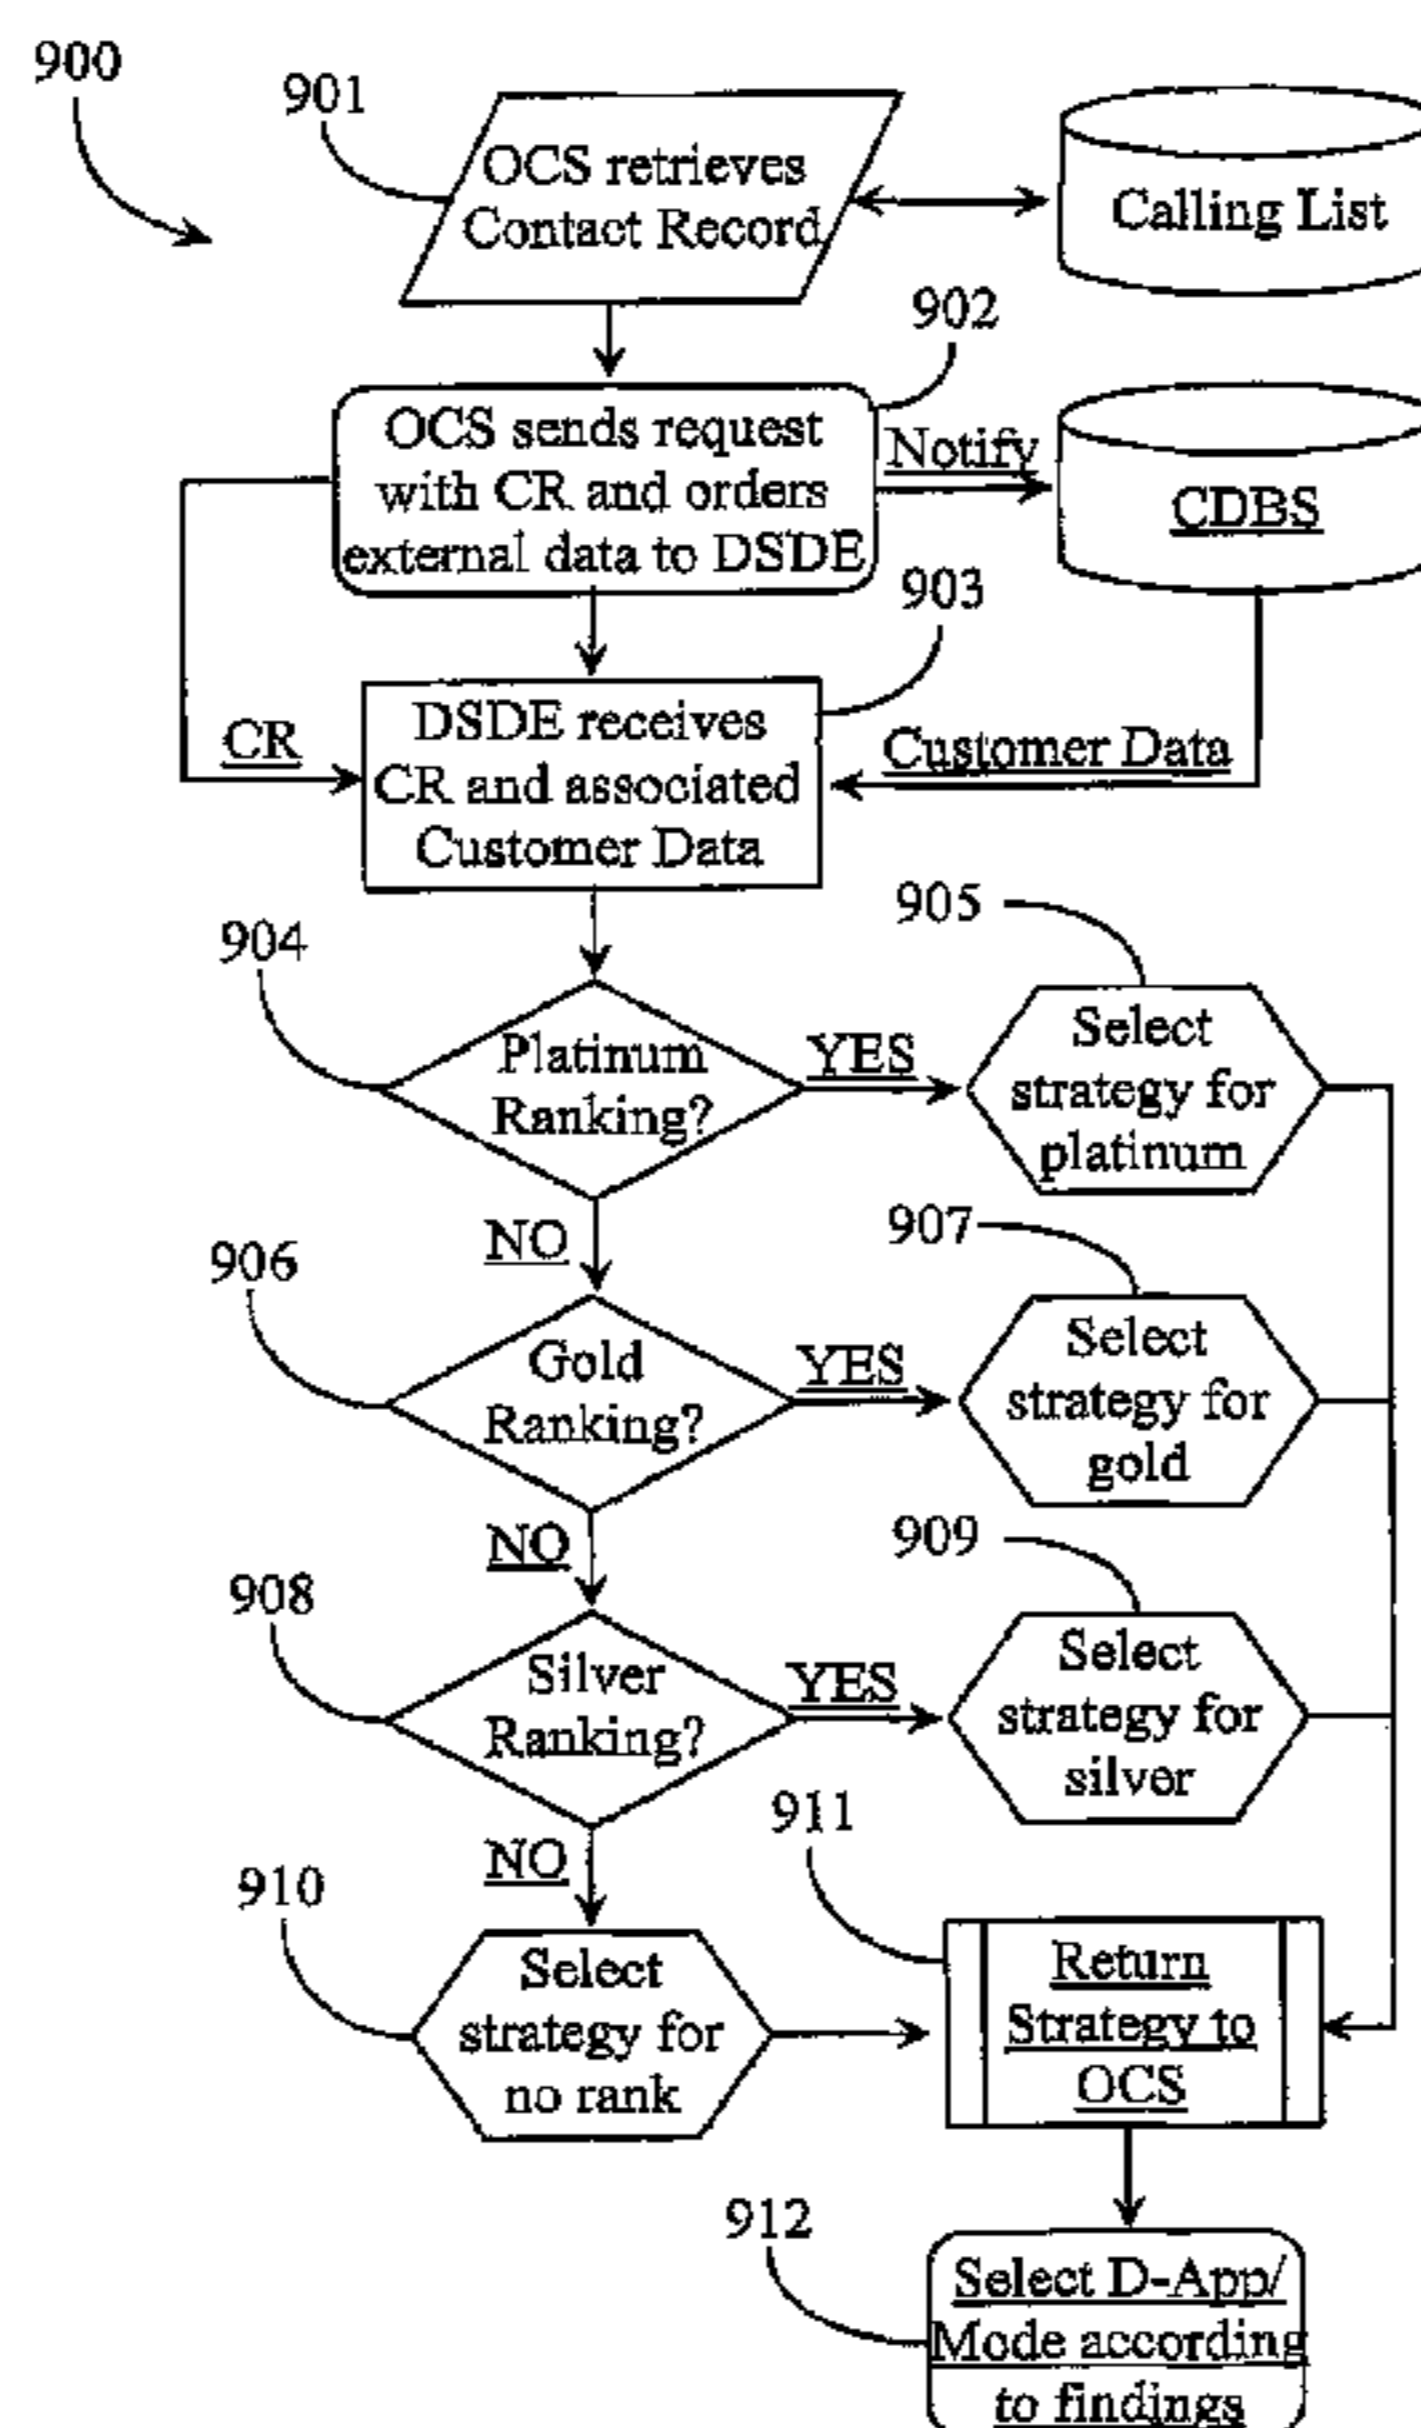 900
901
OCS retrieves
Contact Record
Calling List
902
OCS sends request
with CR and orders
external data to DSDE
Notify
CDBS
903
CR
DSDE receives
CR and associated
Customer Data
Customer Data
904
Platinum
Ranking?
YES
905
Select
strategy for
platinum
NO
906
Gold
Ranking?
YES
907
Select
strategy for
gold
NO
908
Silver
Ranking?
YES
909
Select
strategy for
silver
NO
910
Select
strategy for
no rank
911
Return
Strategy to
OCS
912
Select D-App/
Mode according
to findings